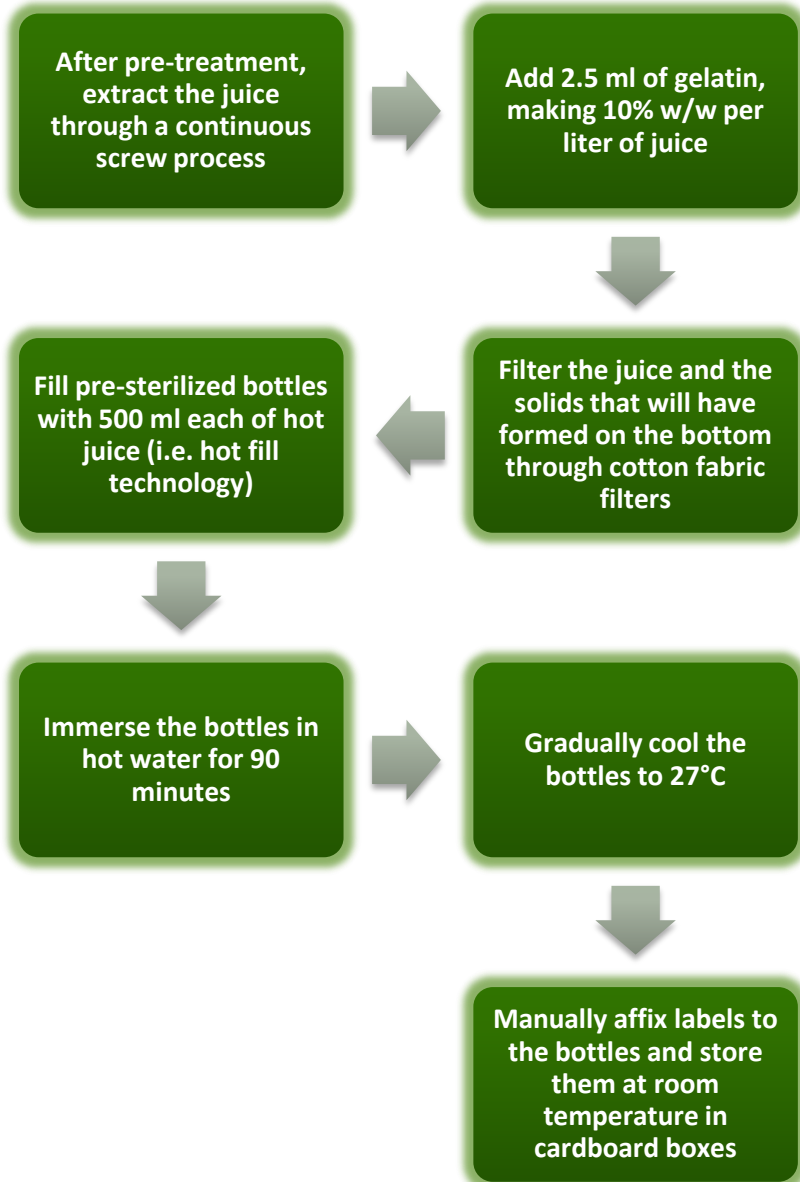 After pre-treatment,
extract the juice
through a continuous
screw process
Add 2.5 ml of gelatin,
making 10% w/w per
liter of juice
Filter the juice and the
solids that will have
formed on the bottom
through cotton fabric
filters
Fill pre-sterilized bottles
with 500 ml each of hot
juice (i.e. hot fill
technology)
Immerse the bottles in
hot water for 90
minutes
Gradually cool the
bottles to 27°C
Manually affix labels to
the bottles and store
them at room
temperature in
cardboard boxes